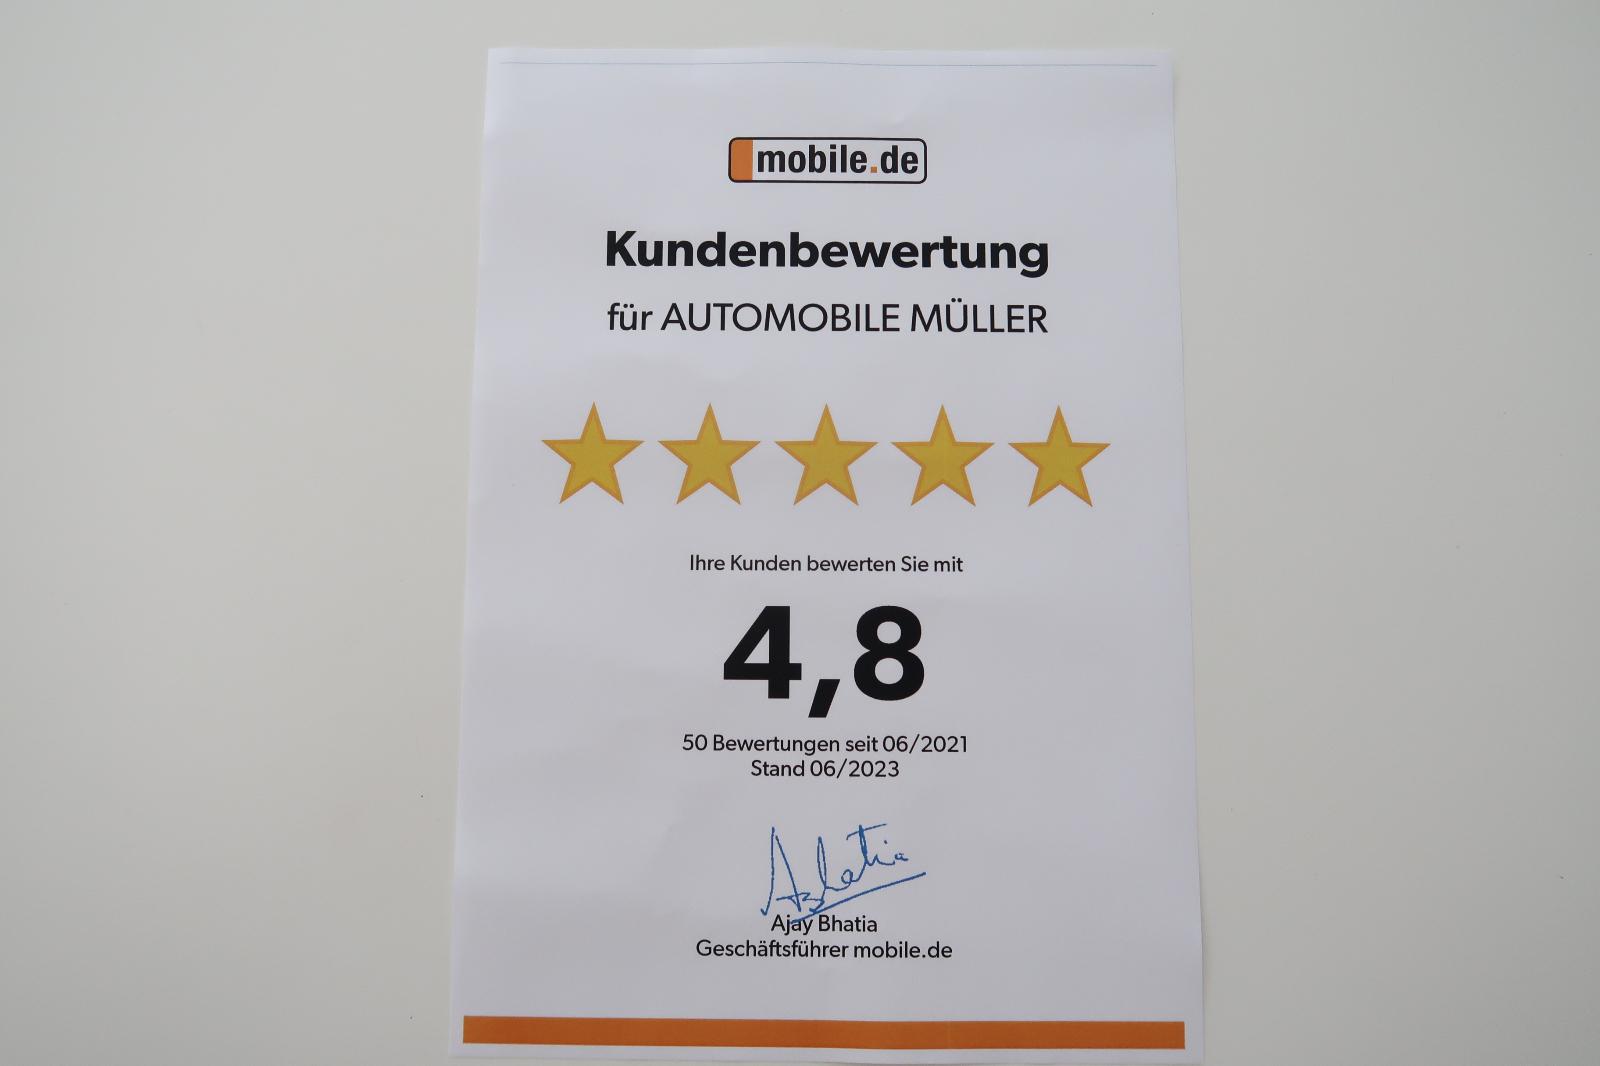 mobile.de
Kundenbewertung
für AUTOMOBILE MÜLLER
Ihre Kunden bewerten Sie mit
4,8
50 Bewertungen seit 06/2021
Stand 06/2023
ABhatia
Ajay Bhatia
Geschäftsführer mobile.de